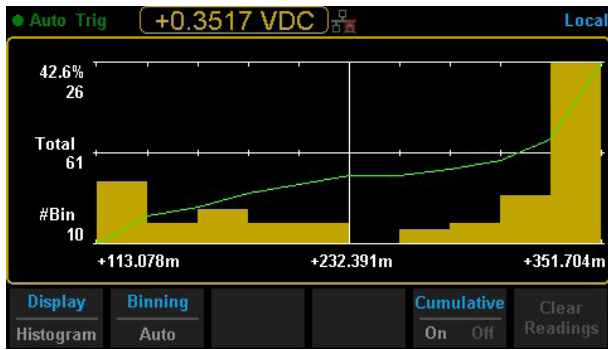 Auto Trig +0.3517 VDC Local
42.6%
26
Total
61
#Bin
10
+113.078m +232.391m +351.704m
Display Binning Cumulative Clear
Histogram Auto On Off Readings